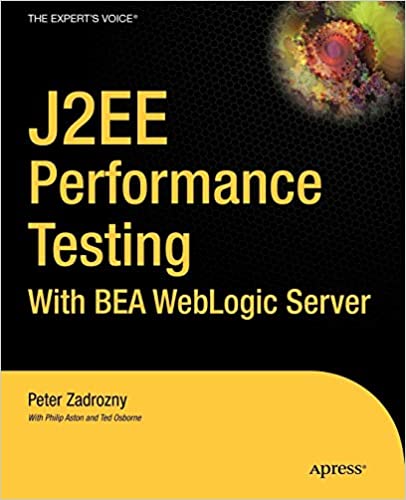 THE EXPERT'S VOICE®
J2EE
Performance
Testing
With BEA WebLogic Server
Peter Zadrozny
With Philip Aston and Ted Osborne
Apress®